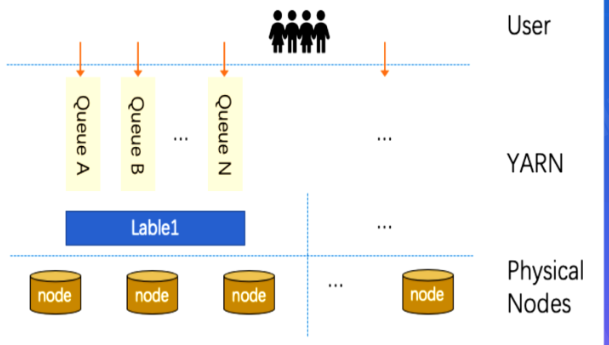 User
Queue A
Queue B
...
Queue N
...
YARN
Lable1
...
node
node
node
...
node
Physical
Nodes